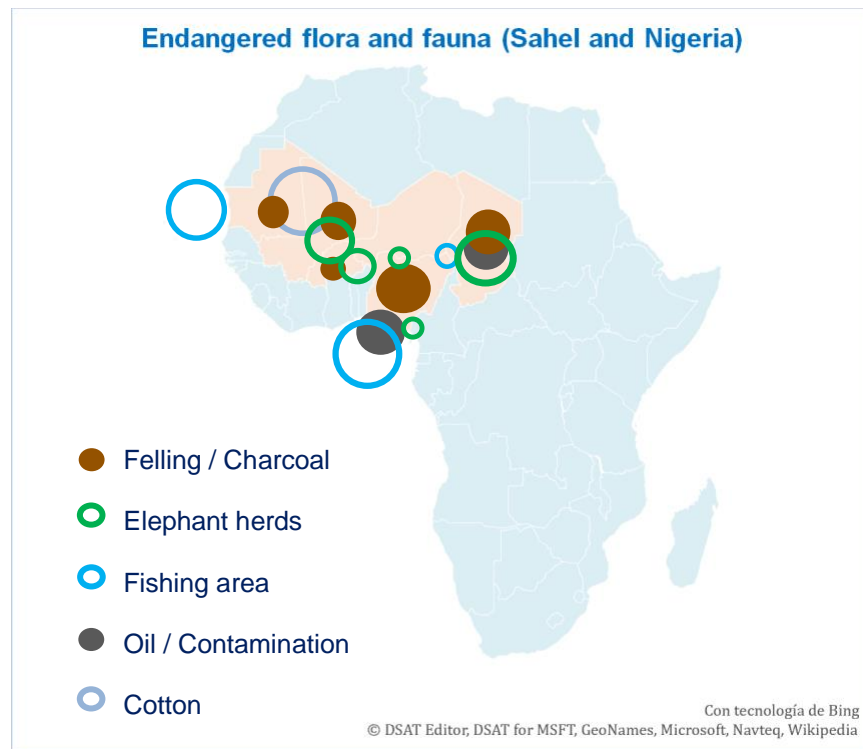 Endangered flora and fauna (Sahel and Nigeria)
Felling / Charcoal
Elephant herds
Fishing area
Oil / Contamination
Cotton
Con tecnología de Bing
© DSAT Editor, DSAT for MSFT, GeoNames, Microsoft, Navteq, Wikipedia